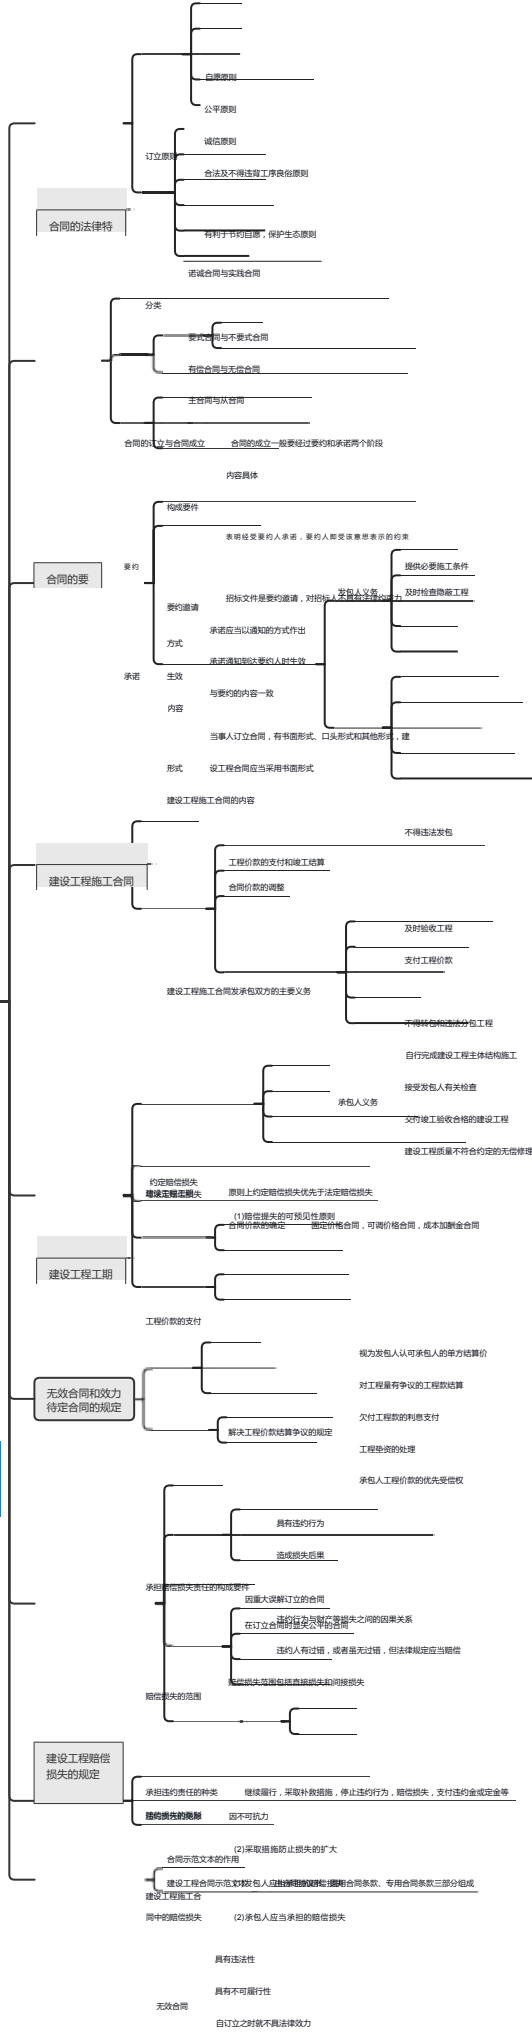 自愿原则
公平原则
诚信原则
订立原则
合法及不得违背工序良俗原则
合同的法律特
有利于节约自愿，保护生态原则
诺诚合同与实践合同
分类
要式合同与不要式合同
有偿合同与无偿合同
主合同与从合同
合同的订立与合同成立 合同的成立一般要经过要约和承诺两个阶段
内容具体
构成要件
表明经受要约人承诺，要约人即受该意思表示的约束
要约
合同的要
提供必要施工条件
发包人义务
及时检查隐蔽工程
招标文件是要约邀请，对招标人不具有法律约束力
要约邀请
承诺应当以通知的方式作出
方式
承诺通知到达要约人时生效
承诺
生效
与要约的内容一致
内容
当事人订立合同，有书面形式、口头形式和其他形式，建
形式 设工程合同应当采用书面形式
建设工程施工合同的内容
不得违法发包
工程价款的支付和竣工结算
建设工程施工合同
合同价款的调整
及时验收工程
支付工程价款
建设工程施工合同发承包双方的主要义务
不得转包和违法分包工程
自行完成建设工程主体结构施工
接受发包人有关检查
承包人义务
交付竣工验收合格的建设工程
建设工程质量不符合约定的无偿修理
约定赔偿损失
原则上约定赔偿损失优先于法定赔偿损失
(1)赔偿提失的可预见性原则
合同价款的确定 固定价格合同，可调价格合同，成本加酬金合同
建设工程工期
工程价款的支付
视为发包人认可承包人的单方结算价
对工程量有争议的工程款结算
无效合同和效力
待定合同的规定
欠付工程款的利息支付
解决工程价款结算争议的规定
工程垫资的处理
承包人工程价款的优先受偿权
具有违约行为
造成损失后果
承担赔偿损失责任的构成要件
因重大误解订立的合同
违约行为与财产等损失之间的因果关系
在订立合同时显失公平的合同
违约人有过错，或者虽无过错，但法律规定应当赔偿
赔偿损失范围包括直接损失和间接损失
赔偿损失的范围
建设工程赔偿
损失的规定
承担违约责任的种类 继续履行，采取补救措施，停止违约行为，赔偿损失，支付违约金或定金等
因不可抗力
(2)采取措施防止损失的扩大
合同示范文本的作用
通用合同条款、专用合同条款三部分组成
建设工程施工合
同中的赔偿损失 (2)承包人应当承担的赔偿损失
具有违法性
具有不可履行性
无效合同
自订立之时就不具法律效力